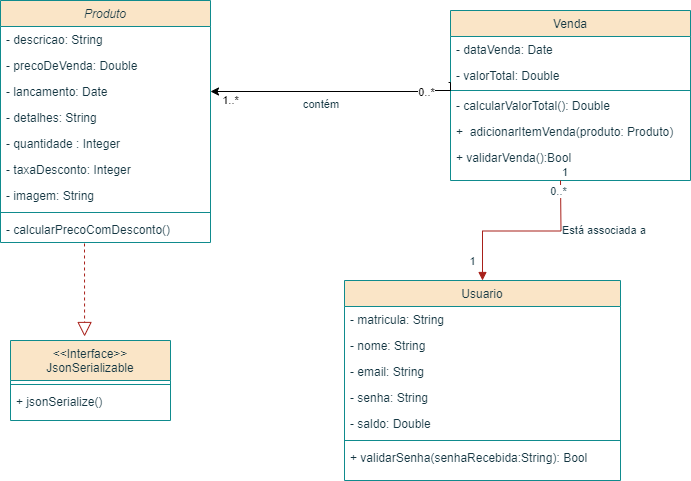 Produto
- descricao: String
- precoDeVenda: Double
- lancamento: Date
- detalhes: String
- quantidade : Integer
- taxaDesconto: Integer
- imagem: String
- calcularPrecoComDesconto()
1..*
contém
0..*
Venda
- dataVenda: Date
- valorTotal: Double
- calcularValorTotal(): Double
+ adicionarItemVenda(produto: Produto)
+ validarVenda():Bool
1
0..*
Está associada a
1
<<Interface>>
JsonSerializable
+ jsonSerialize()
Usuario
- matricula: String
- nome: String
- email: String
- senha: String
- saldo: Double
+ validarSenha(senhaRecebida:String): Bool